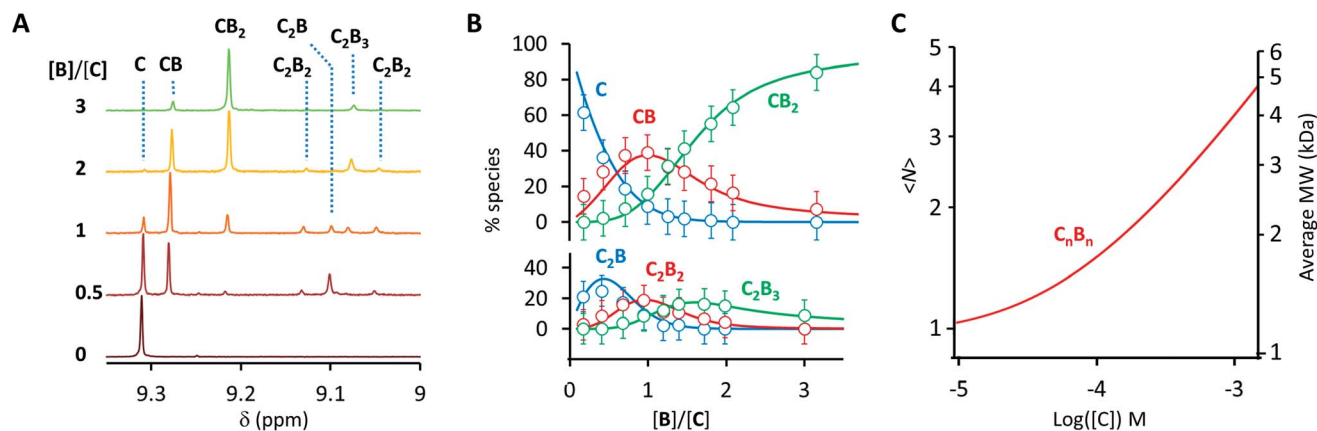 A
[B]/[C]
C
CB
CB₂
C₂B
C₂B₂
C₂B₃
C₂B₂
3
2
1
0.5
0
9.3
9.2
9.1
9
δ (ppm)
B
% species
100
80
60
40
20
0
C
CB
CB₂
40
20
0
C₂B
C₂B₂
C₂B₃
0
1
2
3
[B]/[C]
C
<N>
5
4
3
2
1
CₙBₙ
6
5
4
3
2
1
Average MW (kDa)
-5
-4
-3
Log([C]) M